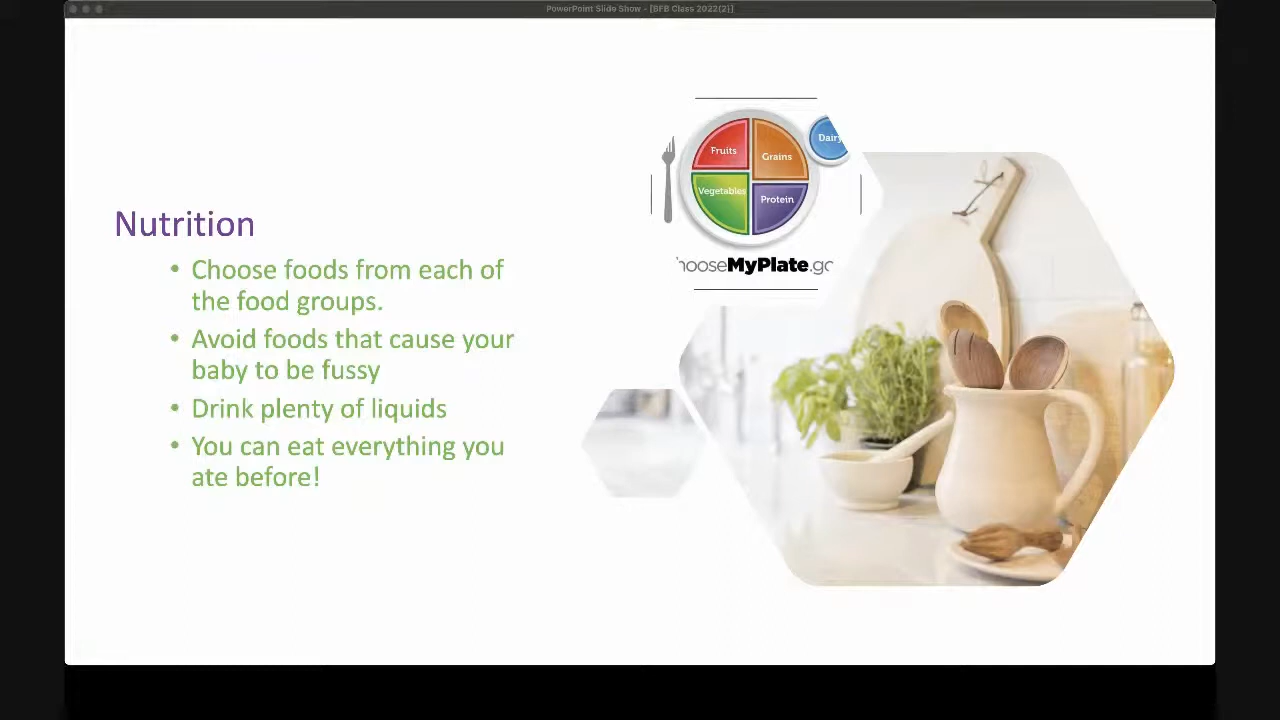 PowerPoint Slide Show - [BFB Class 2022(2)]
Nutrition
• Choose foods from each of
the food groups.
• Avoid foods that cause your
baby to be fussy
• Drink plenty of liquids
• You can eat everything you
ate before!
Fruits
Grains
Dairy
Vegetables
Protein
hooseMyPlate.go